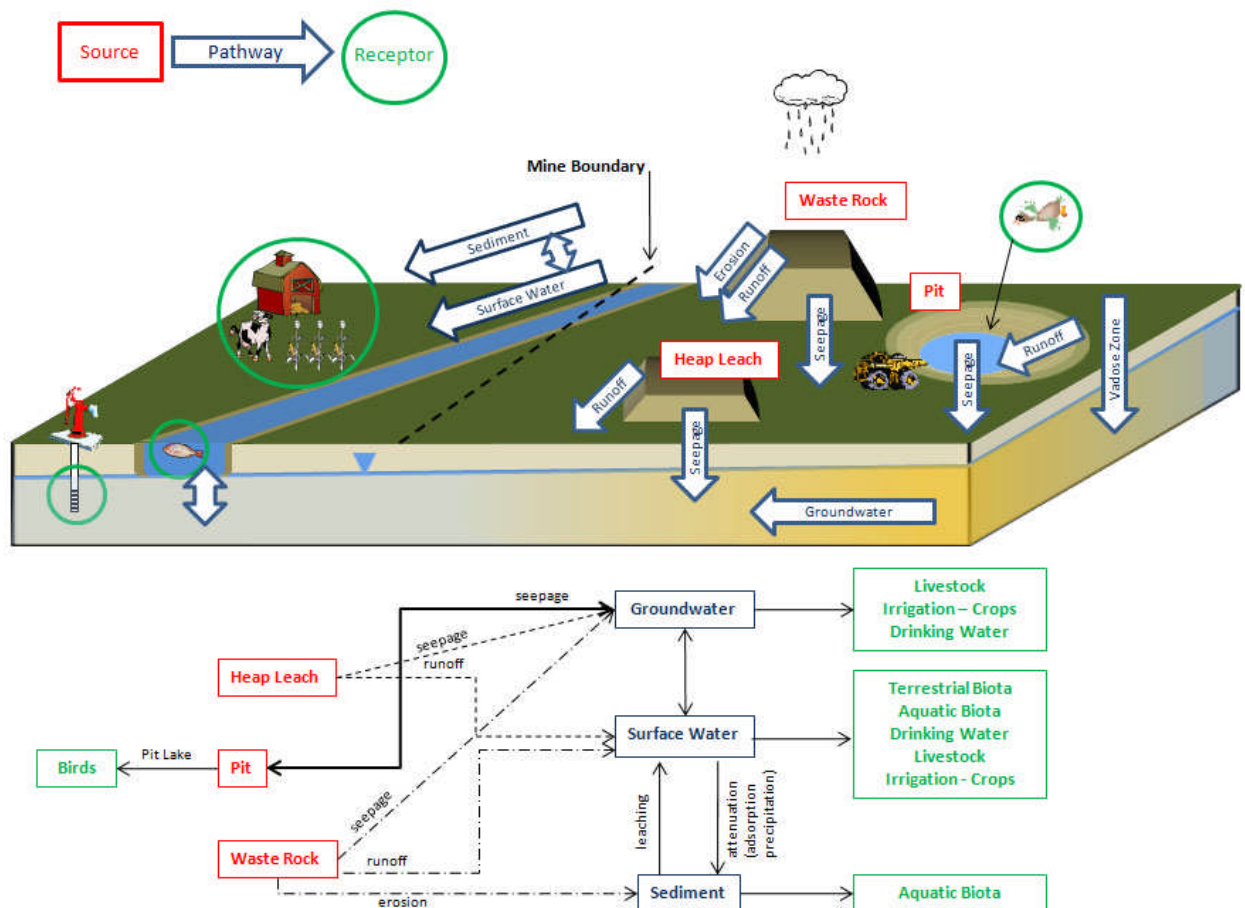 Source
Pathway
Receptor
Mine Boundary
Waste Rock
Sediment
Surface Water
Erosion
Runoff
Pit
Seepage
Runoff
Seepage
Vadose Zone
Heap Leach
Runoff
Seepage
Groundwater
seepage
Groundwater
Livestock
Irrigation – Crops
Drinking Water
seepage
runoff
Heap Leach
Terrestrial Biota
Aquatic Biota
Drinking Water
Livestock
Irrigation - Crops
Surface Water
Birds
Pit Lake
Pit
seepage
leaching
attenuation
(adsorption
precipitation)
Waste Rock
runoff
erosion
Sediment
Aquatic Biota